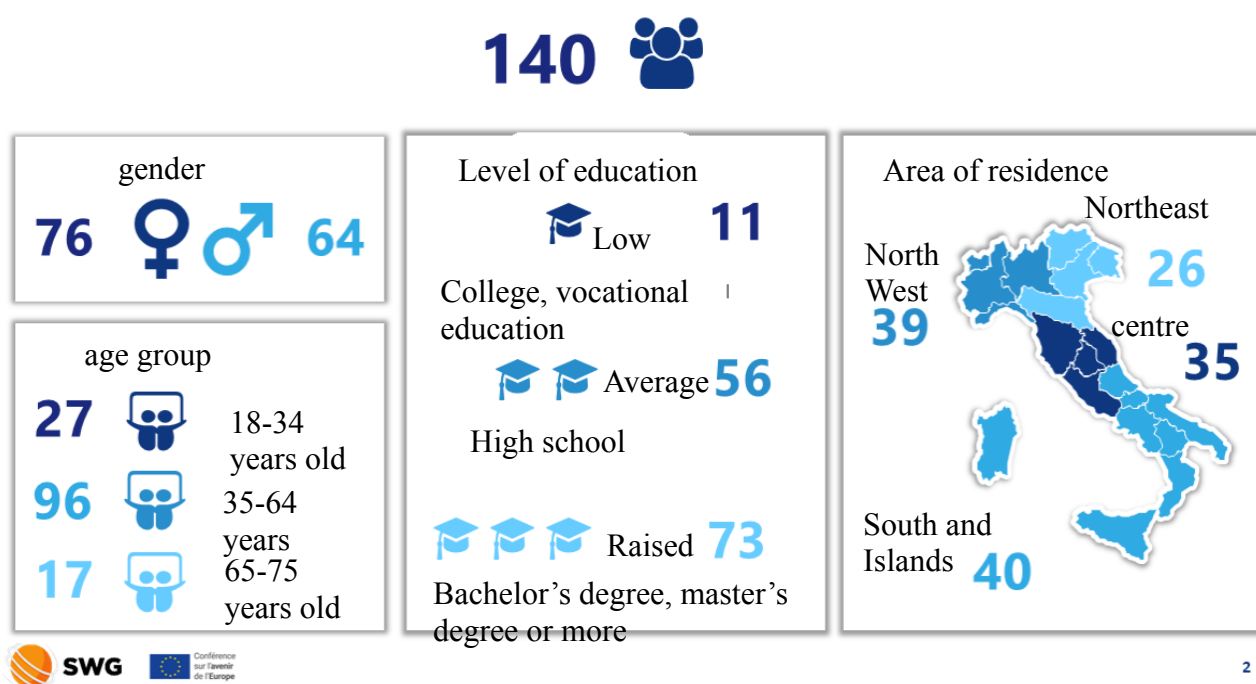 140
gender
76
64
age group
27
18-34
years old
96
35-64
years
17
65-75
years old
Level of education
Low
11
College, vocational
education
Average 56
High school
Raised 73
Bachelor’s degree, master’s
degree or more
Area of residence
Northeast
26
North
West
39
centre
35
South and
Islands
40
SWG
Conférence
sur l'avenir
de l'Europe
2